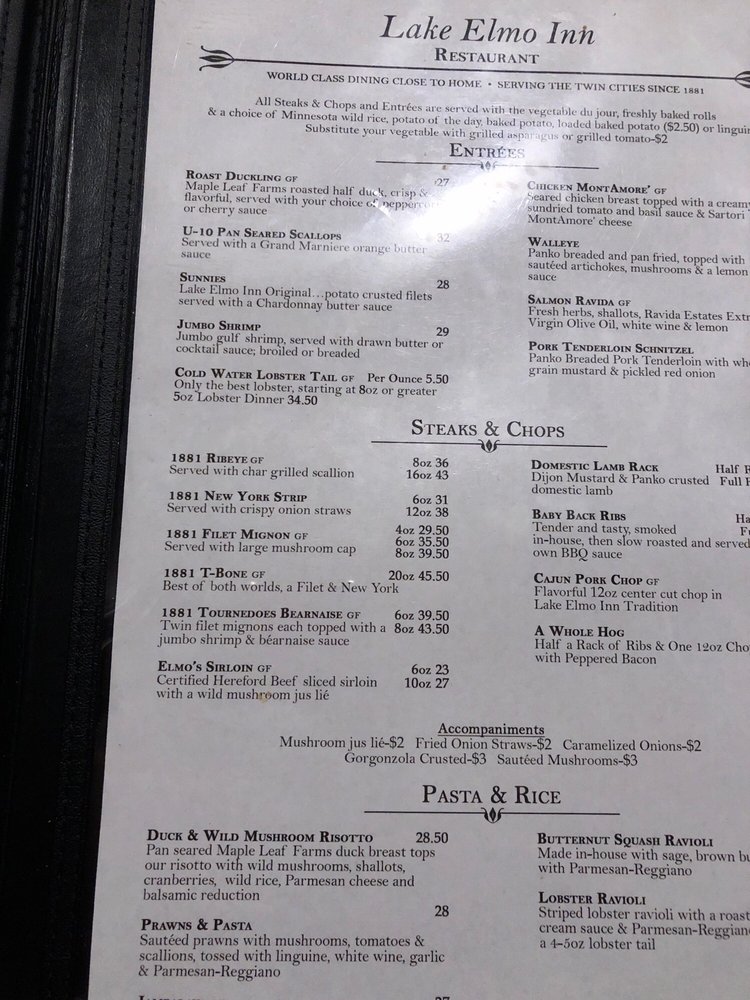 Lake Elmo Inn
Restaurant
World Class Dining Close to Home • Serving the Twin Cities Since 1881
All Steaks & Chops and Entrées are served with the vegetable du jour, freshly baked rolls
& a choice of Minnesota wild rice, potato of the day, baked potato, loaded baked potato ($2.50) or
Substitute your vegetable with grilled asparagus or grilled tomato-$2
Entrées
Roast Duckling GF 27
Maple Leaf Farms roasted half duck, crisp &
flavorful, served with your choice of
or cherry sauce
U-10 Pan Seared Scallops 32
Served with a Grand Marniere orange butter
sauce
Sunnies 28
Lake Elmo Inn Original...potato crusted filets
served with a Chardonnay butter sauce
Jumbo Shrimp 29
Jumbo gulf shrimp, served with drawn butter or
cocktail sauce; broiled or breaded
Cold Water Lobster Tail GF Per Ounce 5.50
Only the best lobster, starting at 8oz or greater
5oz Lobster Dinner 34.50
Chicken MontAmore' GF
Seared chicken breast topped with a
sundried tomato and basil sauce & Sartori
MontAmore' cheese
Walleye
Panko breaded and pan fried, topped with
sautéed artichokes, mushrooms & a lemon
sauce
Salmon Ravida GF
Fresh herbs, shallots, Ravida Estates
Virgin Olive Oil, white wine & lemon
Pork Tenderloin Schnitzel
Panko Breaded Pork Tenderloin with
grain mustard & pickled red onion
Steaks & Chops
1881 Ribeye GF 8oz 36
Served with char grilled scallion 16oz 43
1881 New York Strip 6oz 31
Served with crispy onion straws 12oz 38
4oz 29.50
1881 Filet Mignon GF 6oz 35.50
Served with large mushroom cap 8oz 39.50
1881 T-Bone GF 20oz 45.50
Best of both worlds, a Filet & New York
1881 Tournedoes Bearnaise GF 6oz 39.50
Twin filet mignons each topped with a 8oz 43.50
jumbo shrimp & béarnaise sauce
Elmo's Sirloin GF 6oz 23
Certified Hereford Beef sliced sirloin 10oz 27
with a wild mushroom jus lié
Domestic Lamb Rack Half
Dijon Mustard & Panko crusted Full
domestic lamb
Baby Back Ribs
Tender and tasty, smoked
in-house, then slow roasted and served
own BBQ sauce
Cajun Pork Chop GF
Flavorful 12oz center cut chop in
Lake Elmo Inn Tradition
A Whole Hog
Half a Rack of Ribs & One 12oz
with Peppered Bacon
Accompaniments
Mushroom jus lié-$2 Fried Onion Straws-$2 Caramelized Onions-$2
Gorgonzola Crusted-$3 Sautéed Mushrooms-$3
Pasta & Rice
Duck & Wild Mushroom Risotto 28.50
Pan seared Maple Leaf Farms duck breast tops
our risotto with wild mushrooms, shallots,
cranberries, wild rice, Parmesan cheese and
balsamic reduction
Prawns & Pasta 28
Sautéed prawns with mushrooms, tomatoes &
scallions, tossed with linguine, white wine, garlic
& Parmesan-Reggiano
Butternut Squash Ravioli
Made in-house with sage, brown
with Parmesan-Reggiano
Lobster Ravioli
Striped lobster ravioli with a
cream sauce & Parmesan-Reggiano
a 4-5oz lobster tail